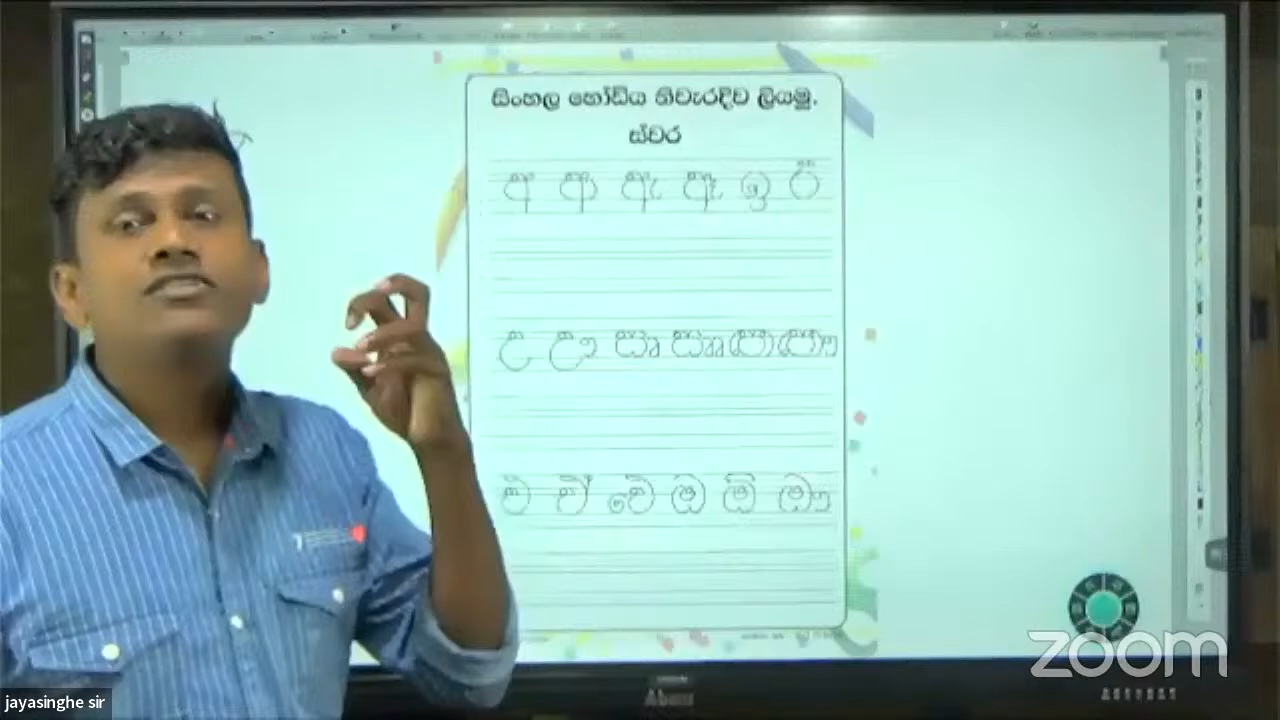 සිංහල හෝඩිය නිවැරදිව ලියමු.
ස්වර
අ ආ ඇ ඈ ඉ ඊ
උ ඌ ඍ ඎ ඏ ඐ
එ ඒ ඓ ඔ ඕ ඖ
zoom
jayasinghe sir